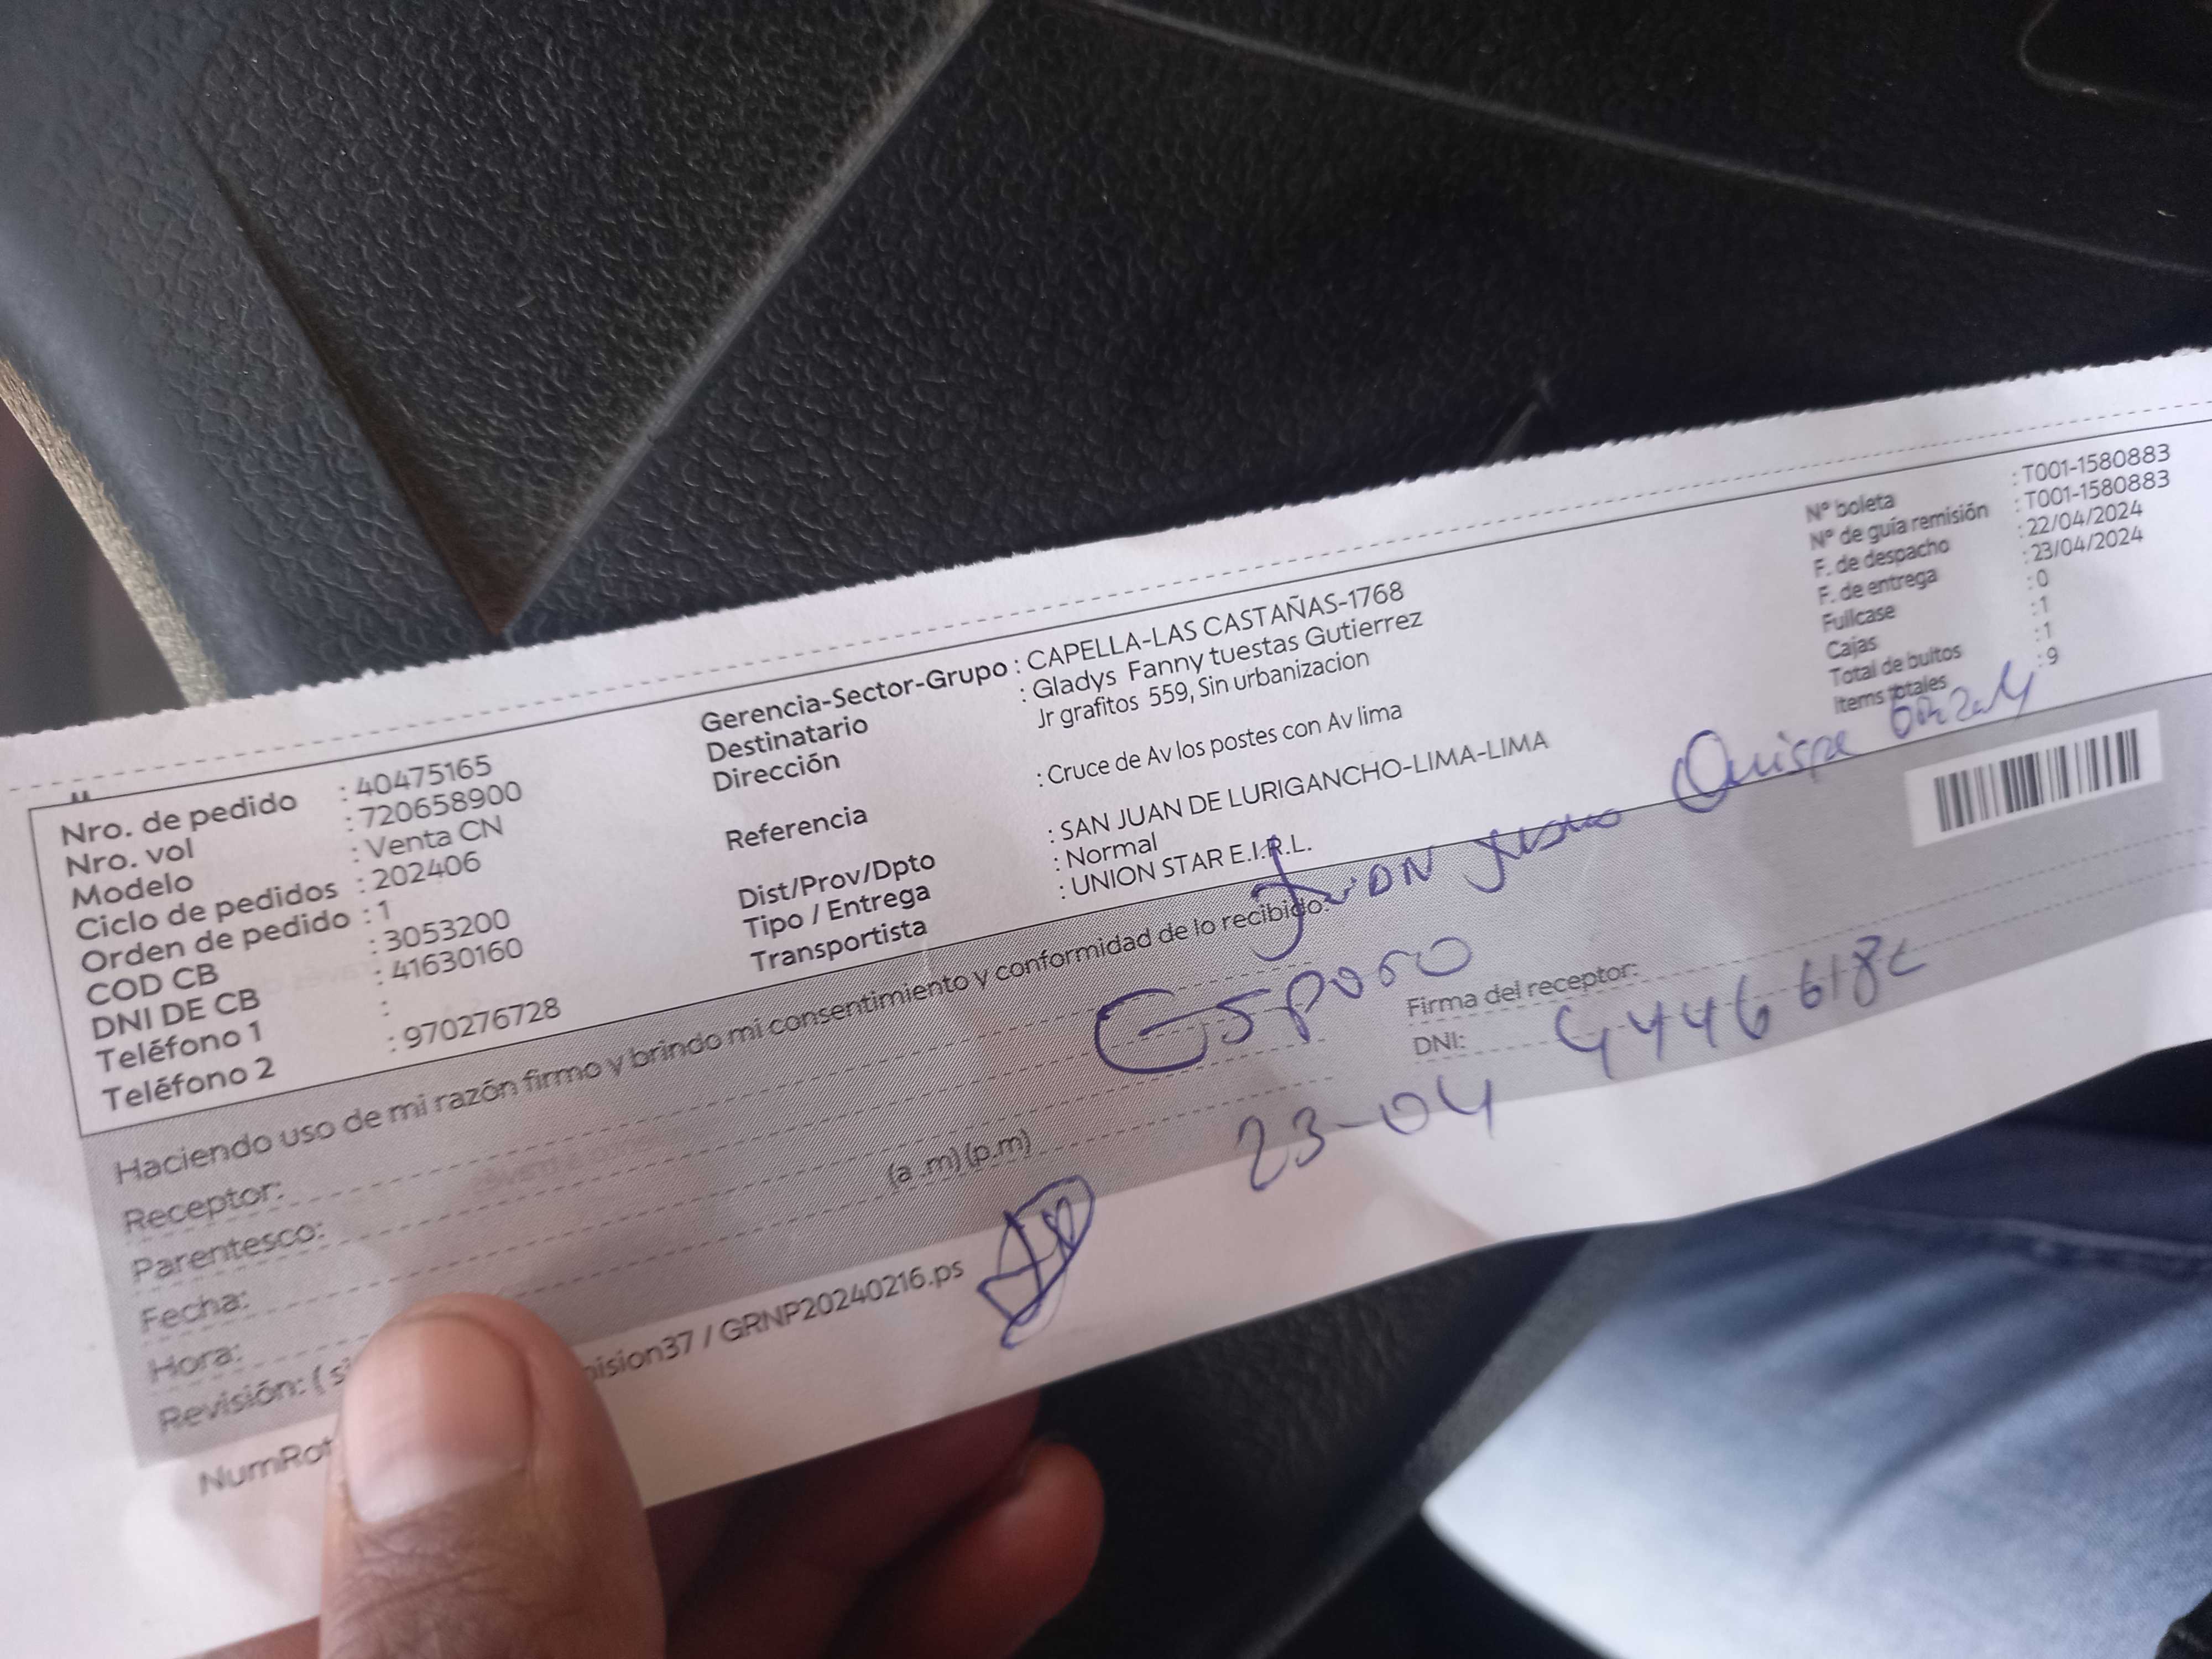 Nro. de pedido : 40475165
Nro. vol : 720658900
Modelo : Venta CN
Ciclo de pedidos : 202406
Orden de pedido : 1
COD CB : 3053200
DNI DE CB : 41630160
Teléfono 1 :
Teléfono 2 : 970276728
Gerencia-Sector-Grupo : CAPELLA-LAS CASTAÑAS-1768
Destinatario : Gladys Fanny tuestas Gutierrez
Dirección Jr grafitos 559, Sin urbanizacion
Referencia : Cruce de Av los postes con Av lima
Dist/Prov/Dpto : SAN JUAN DE LURIGANCHO-LIMA-LIMA
Tipo / Entrega : Normal
Transportista : UNION STAR E.I.R.L.
Nº boleta : T001-1580883
Nº de guía remisión : T001-1580883
F. de despacho : 22/04/2024
F. de entrega : 23/04/2024
Fullcase : 0
Cajas : 1
Total de bultos : 1
Items totales : 9
Haciendo uso de mi razón firmo y brindo mi consentimiento y conformidad de lo recibido.
Receptor: Quispe
Parentesco: Esposo
Fecha: 23-04
Hora: (a.m) (p.m)
Revisión: ( si
Firma del receptor:
DNI: 4446618
nision37 / GRNP20240216.ps